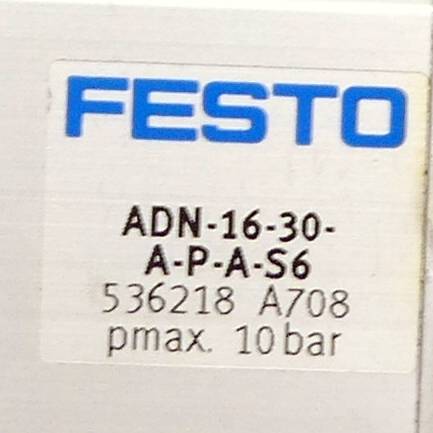 FESTO
ADN-16-30-
A-P-A-S6
536218 A708
pmax. 10 bar